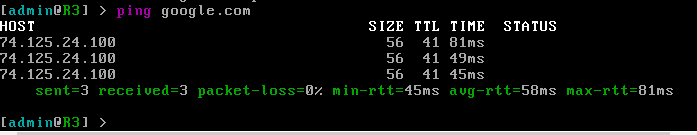 [admin@R3] > ping google.com
HOST SIZE TTL TIME STATUS
74.125.24.100 56 41 81ms
74.125.24.100 56 41 49ms
74.125.24.100 56 41 45ms
sent=3 received=3 packet-loss=0% min-rtt=45ms avg-rtt=58ms max-rtt=81ms
[admin@R3] >